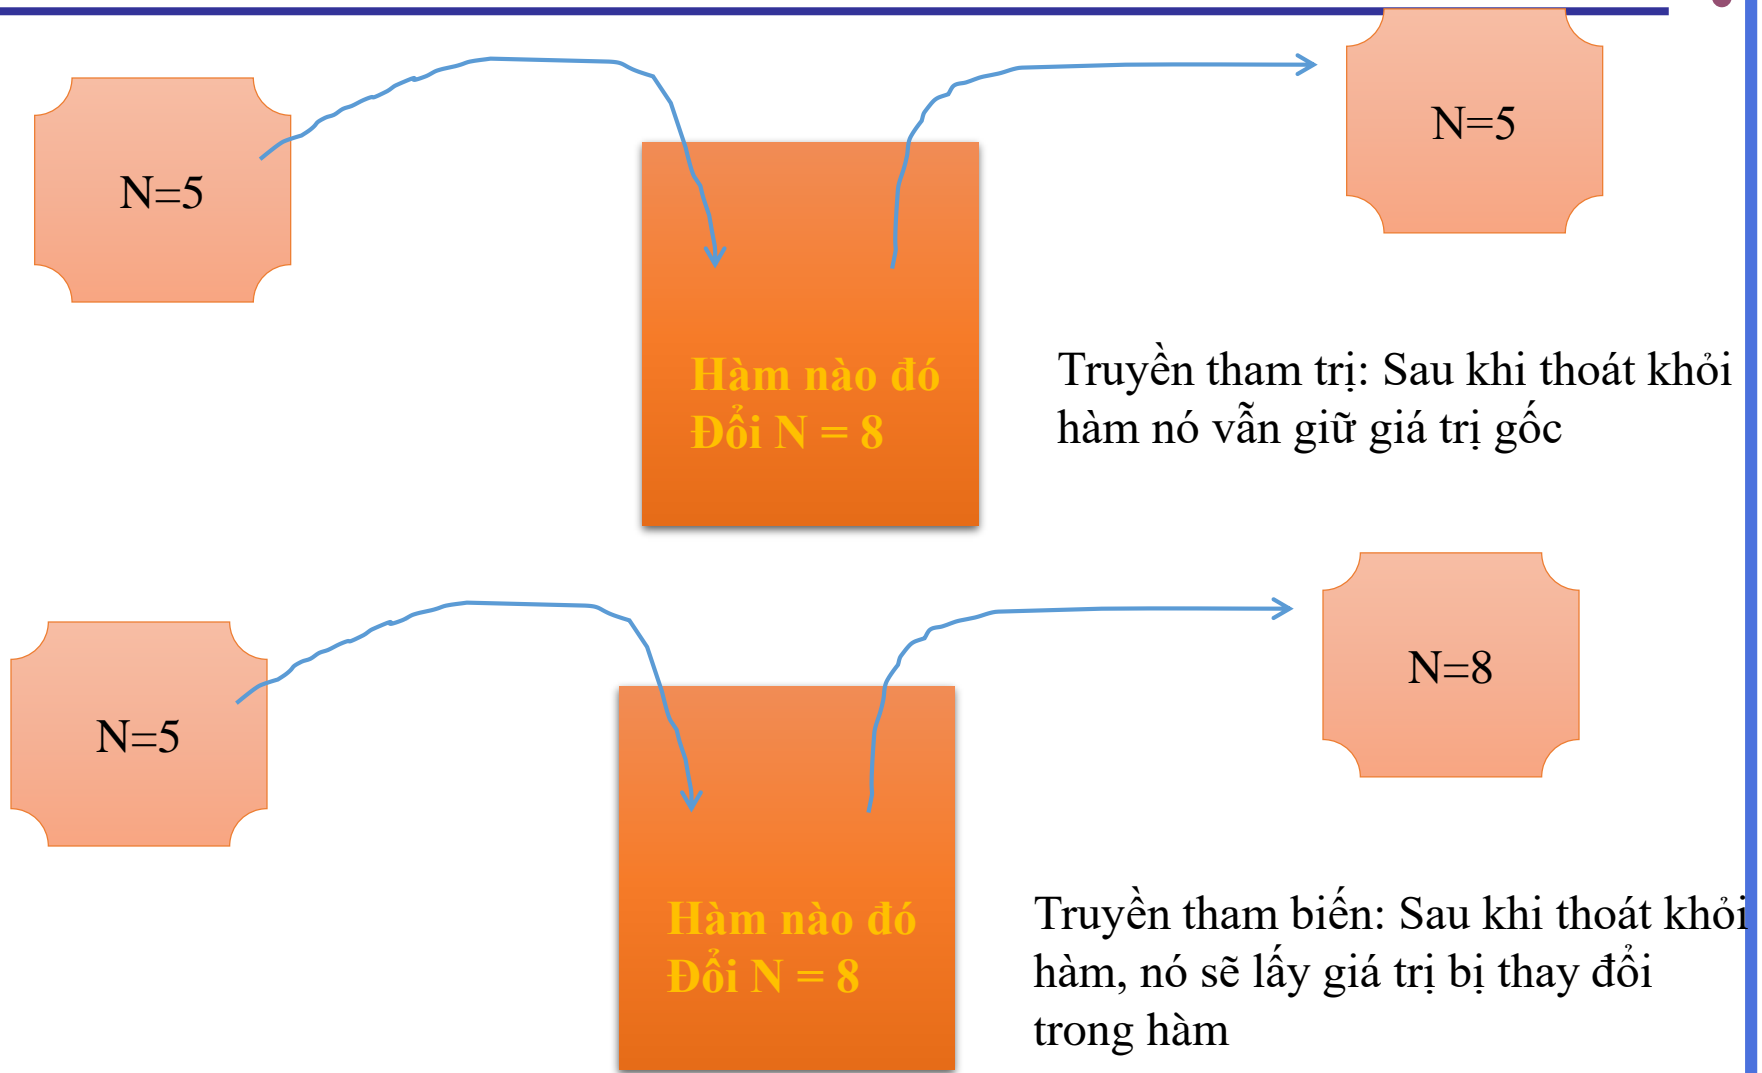 N=5
N=5
Hàm nào đó
Đổi N = 8
Truyền tham trị: Sau khi thoát khỏi
hàm nó vẫn giữ giá trị gốc
N=5
N=8
Hàm nào đó
Đổi N = 8
Truyền tham biến: Sau khi thoát khỏi
hàm, nó sẽ lấy giá trị bị thay đổi
trong hàm